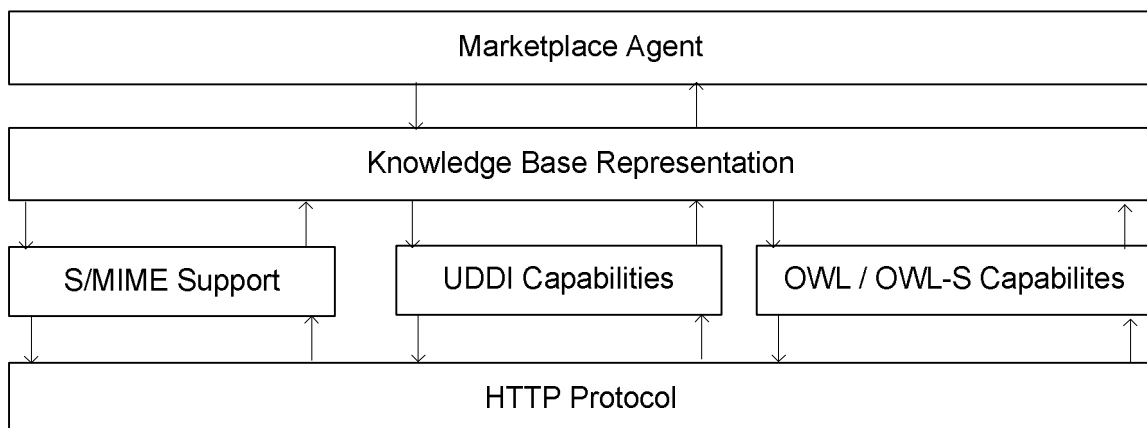 Marketplace Agent
Knowledge Base Representation
S/MIME Support
UDDI Capabilities
OWL / OWL-S Capabilites
HTTP Protocol